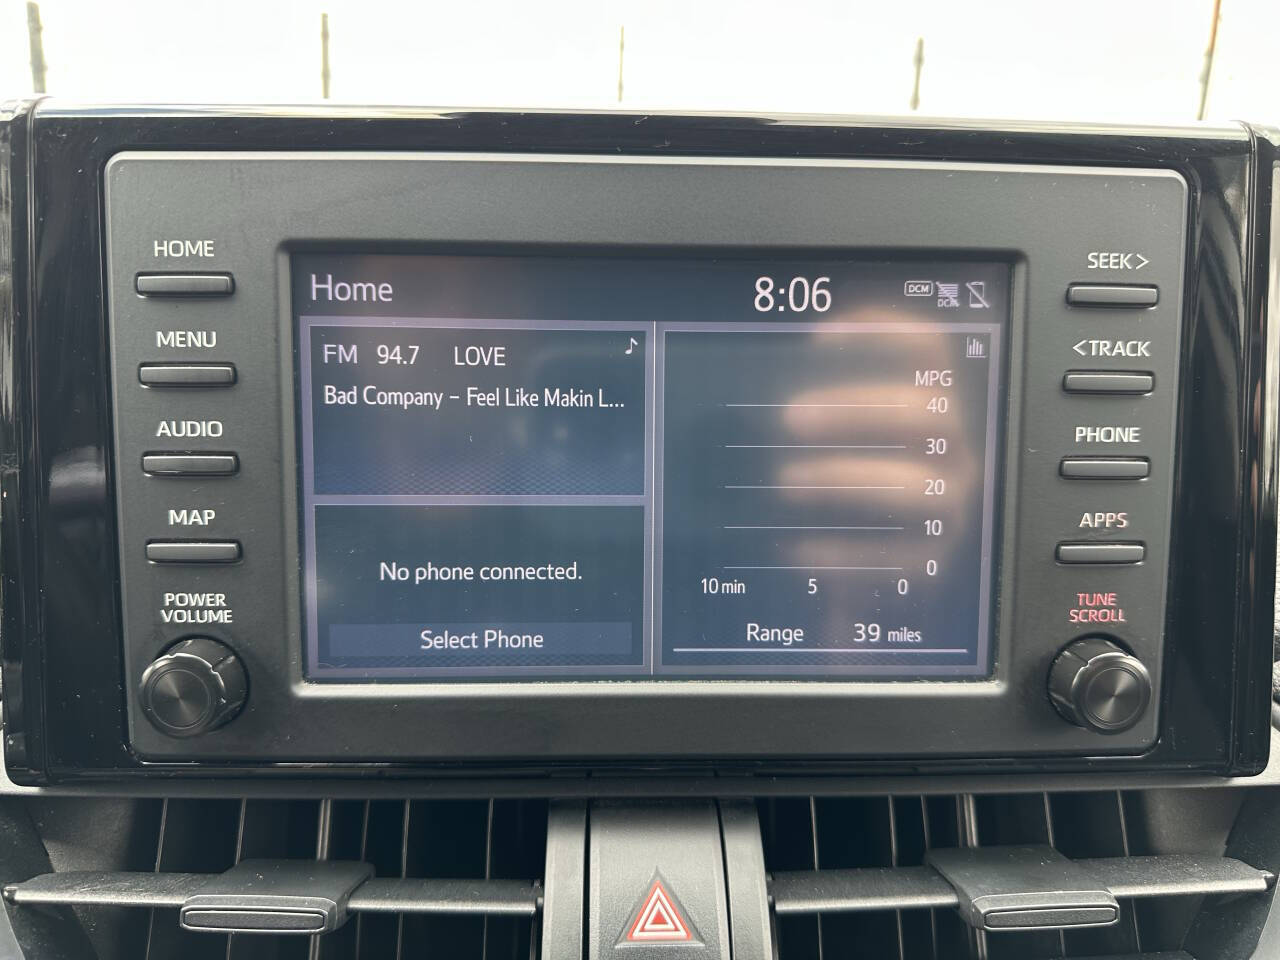 HOME
MENU
AUDIO
MAP
POWER
VOLUME
Home
8:06
DCM
DCM
FM 94.7 LOVE
Bad Company - Feel Like Makin L...
No phone connected.
Select Phone
MPG
40
30
20
10
0
10 min 5 0
Range 39 miles
SEEK >
< TRACK
PHONE
APPS
TUNE
SCROLL